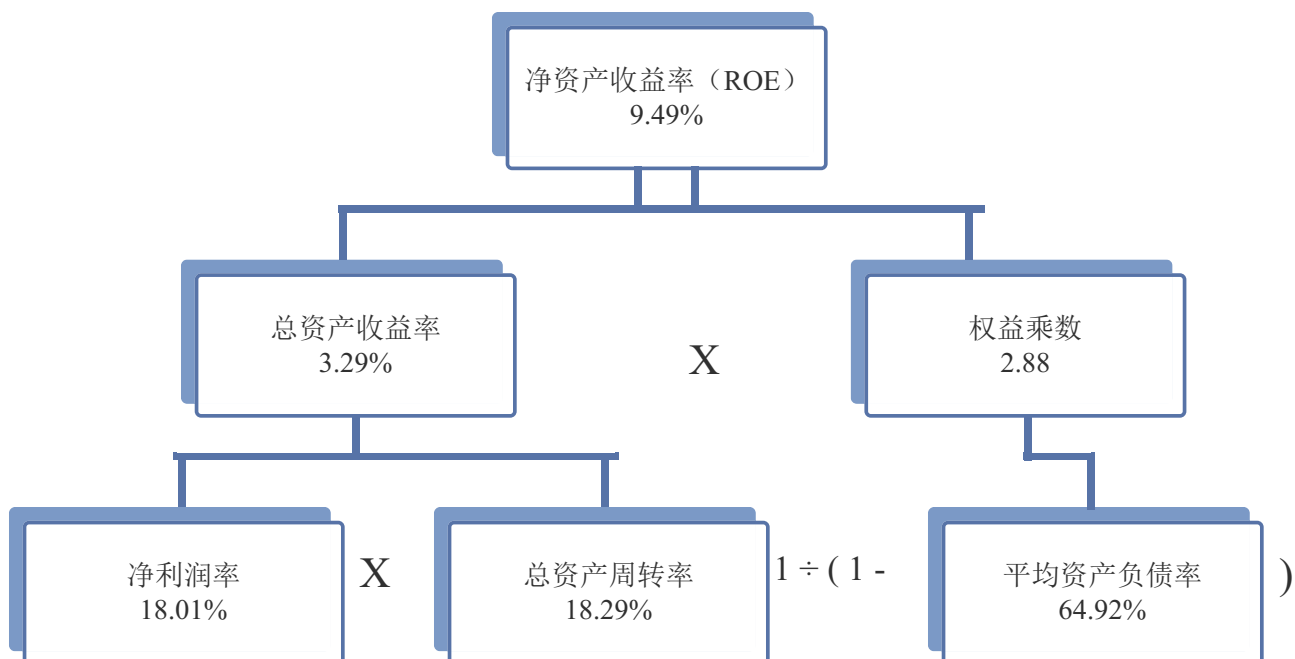 净资产收益率（ROE）
9.49%
总资产收益率
3.29%
X
权益乘数
2.88
净利润率
18.01%
X
总资产周转率
18.29%
1 ÷ ( 1 -
平均资产负债率
64.92%
)